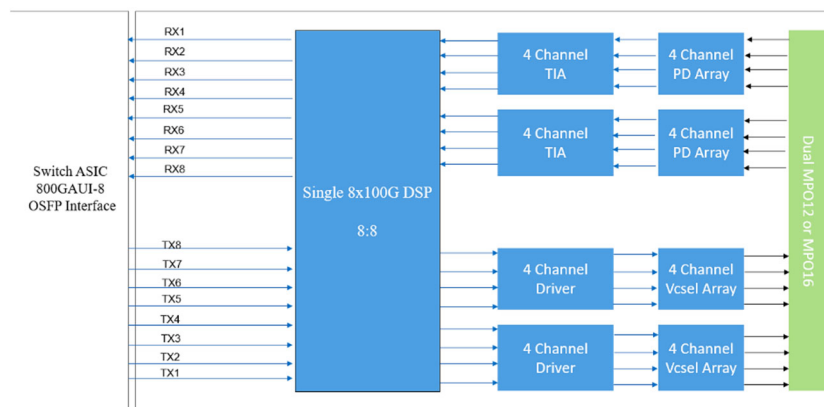 RX1
RX2
RX3
RX4
RX5
RX6
RX7
RX8
Switch ASIC
800GAUI-8
OSFP Interface
TX8
TX7
TX6
TX5
TX4
TX3
TX2
TX1
Single 8x100G DSP
8:8
4 Channel
TIA
4 Channel
PD Array
4 Channel
TIA
4 Channel
PD Array
4 Channel
Driver
4 Channel
Vcsel Array
4 Channel
Driver
4 Channel
Vcsel Array
Dual MPO12 or MPO16